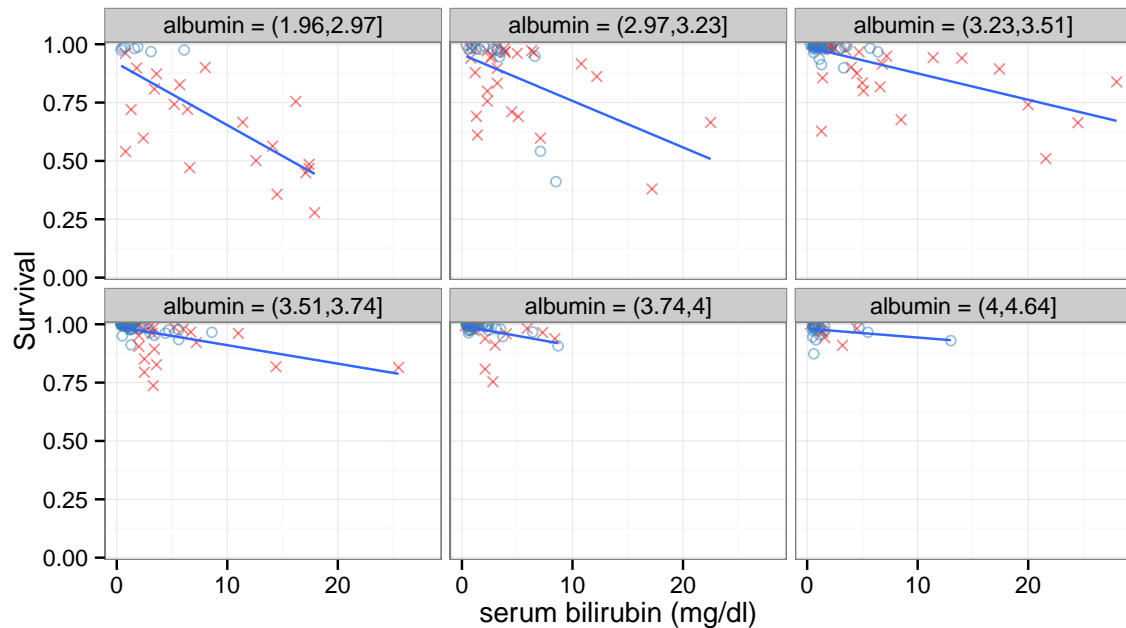 albumin = (1.96,2.97]
albumin = (2.97,3.23]
albumin = (3.23,3.51]
1.00
0.75
0.50
0.25
0.00
albumin = (3.51,3.74]
albumin = (3.74,4]
albumin = (4,4.64]
1.00
0.75
0.50
0.25
0.00
Survival
0 10 20
0 10 20
0 10 20
serum bilirubin (mg/dl)